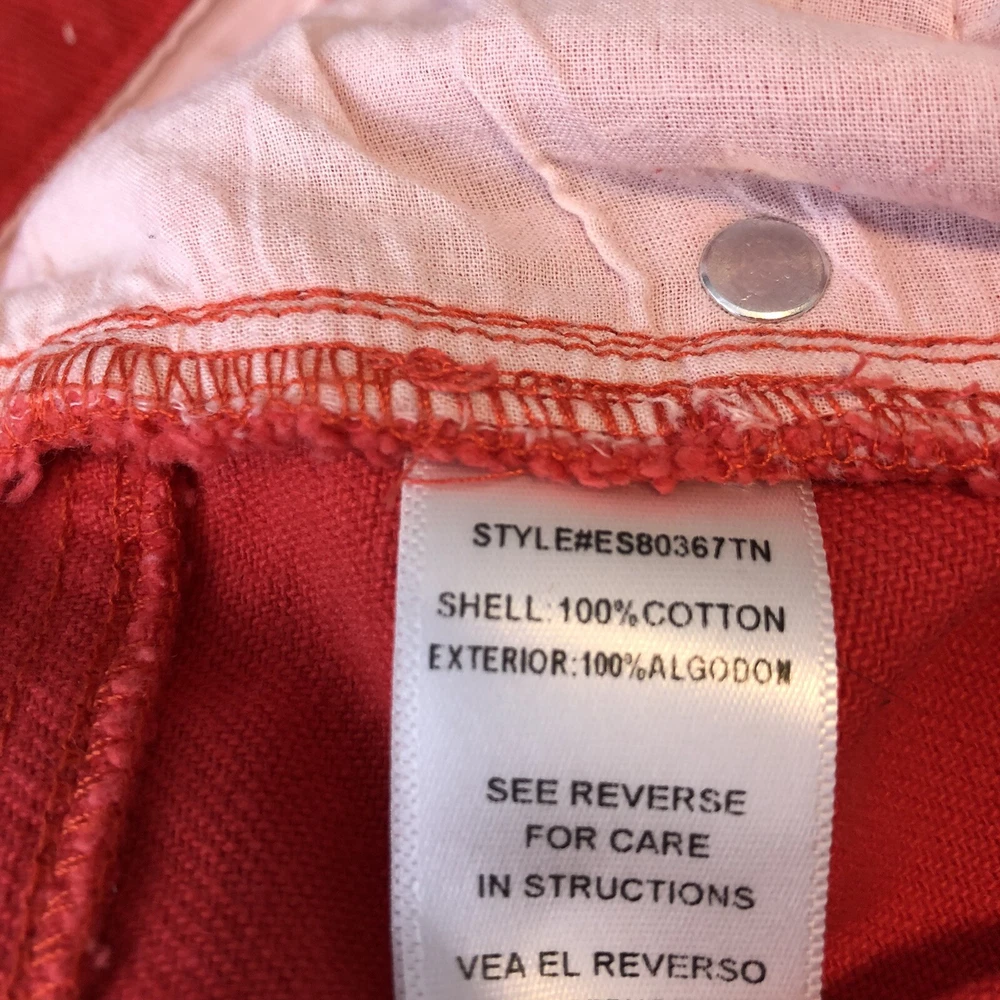 STYLE#ES80367TN
SHELL:100%COTTON
EXTERIOR:100%ALGODON
SEE REVERSE
FOR CARE
IN STRUCTIONS
VEA EL REVERSO